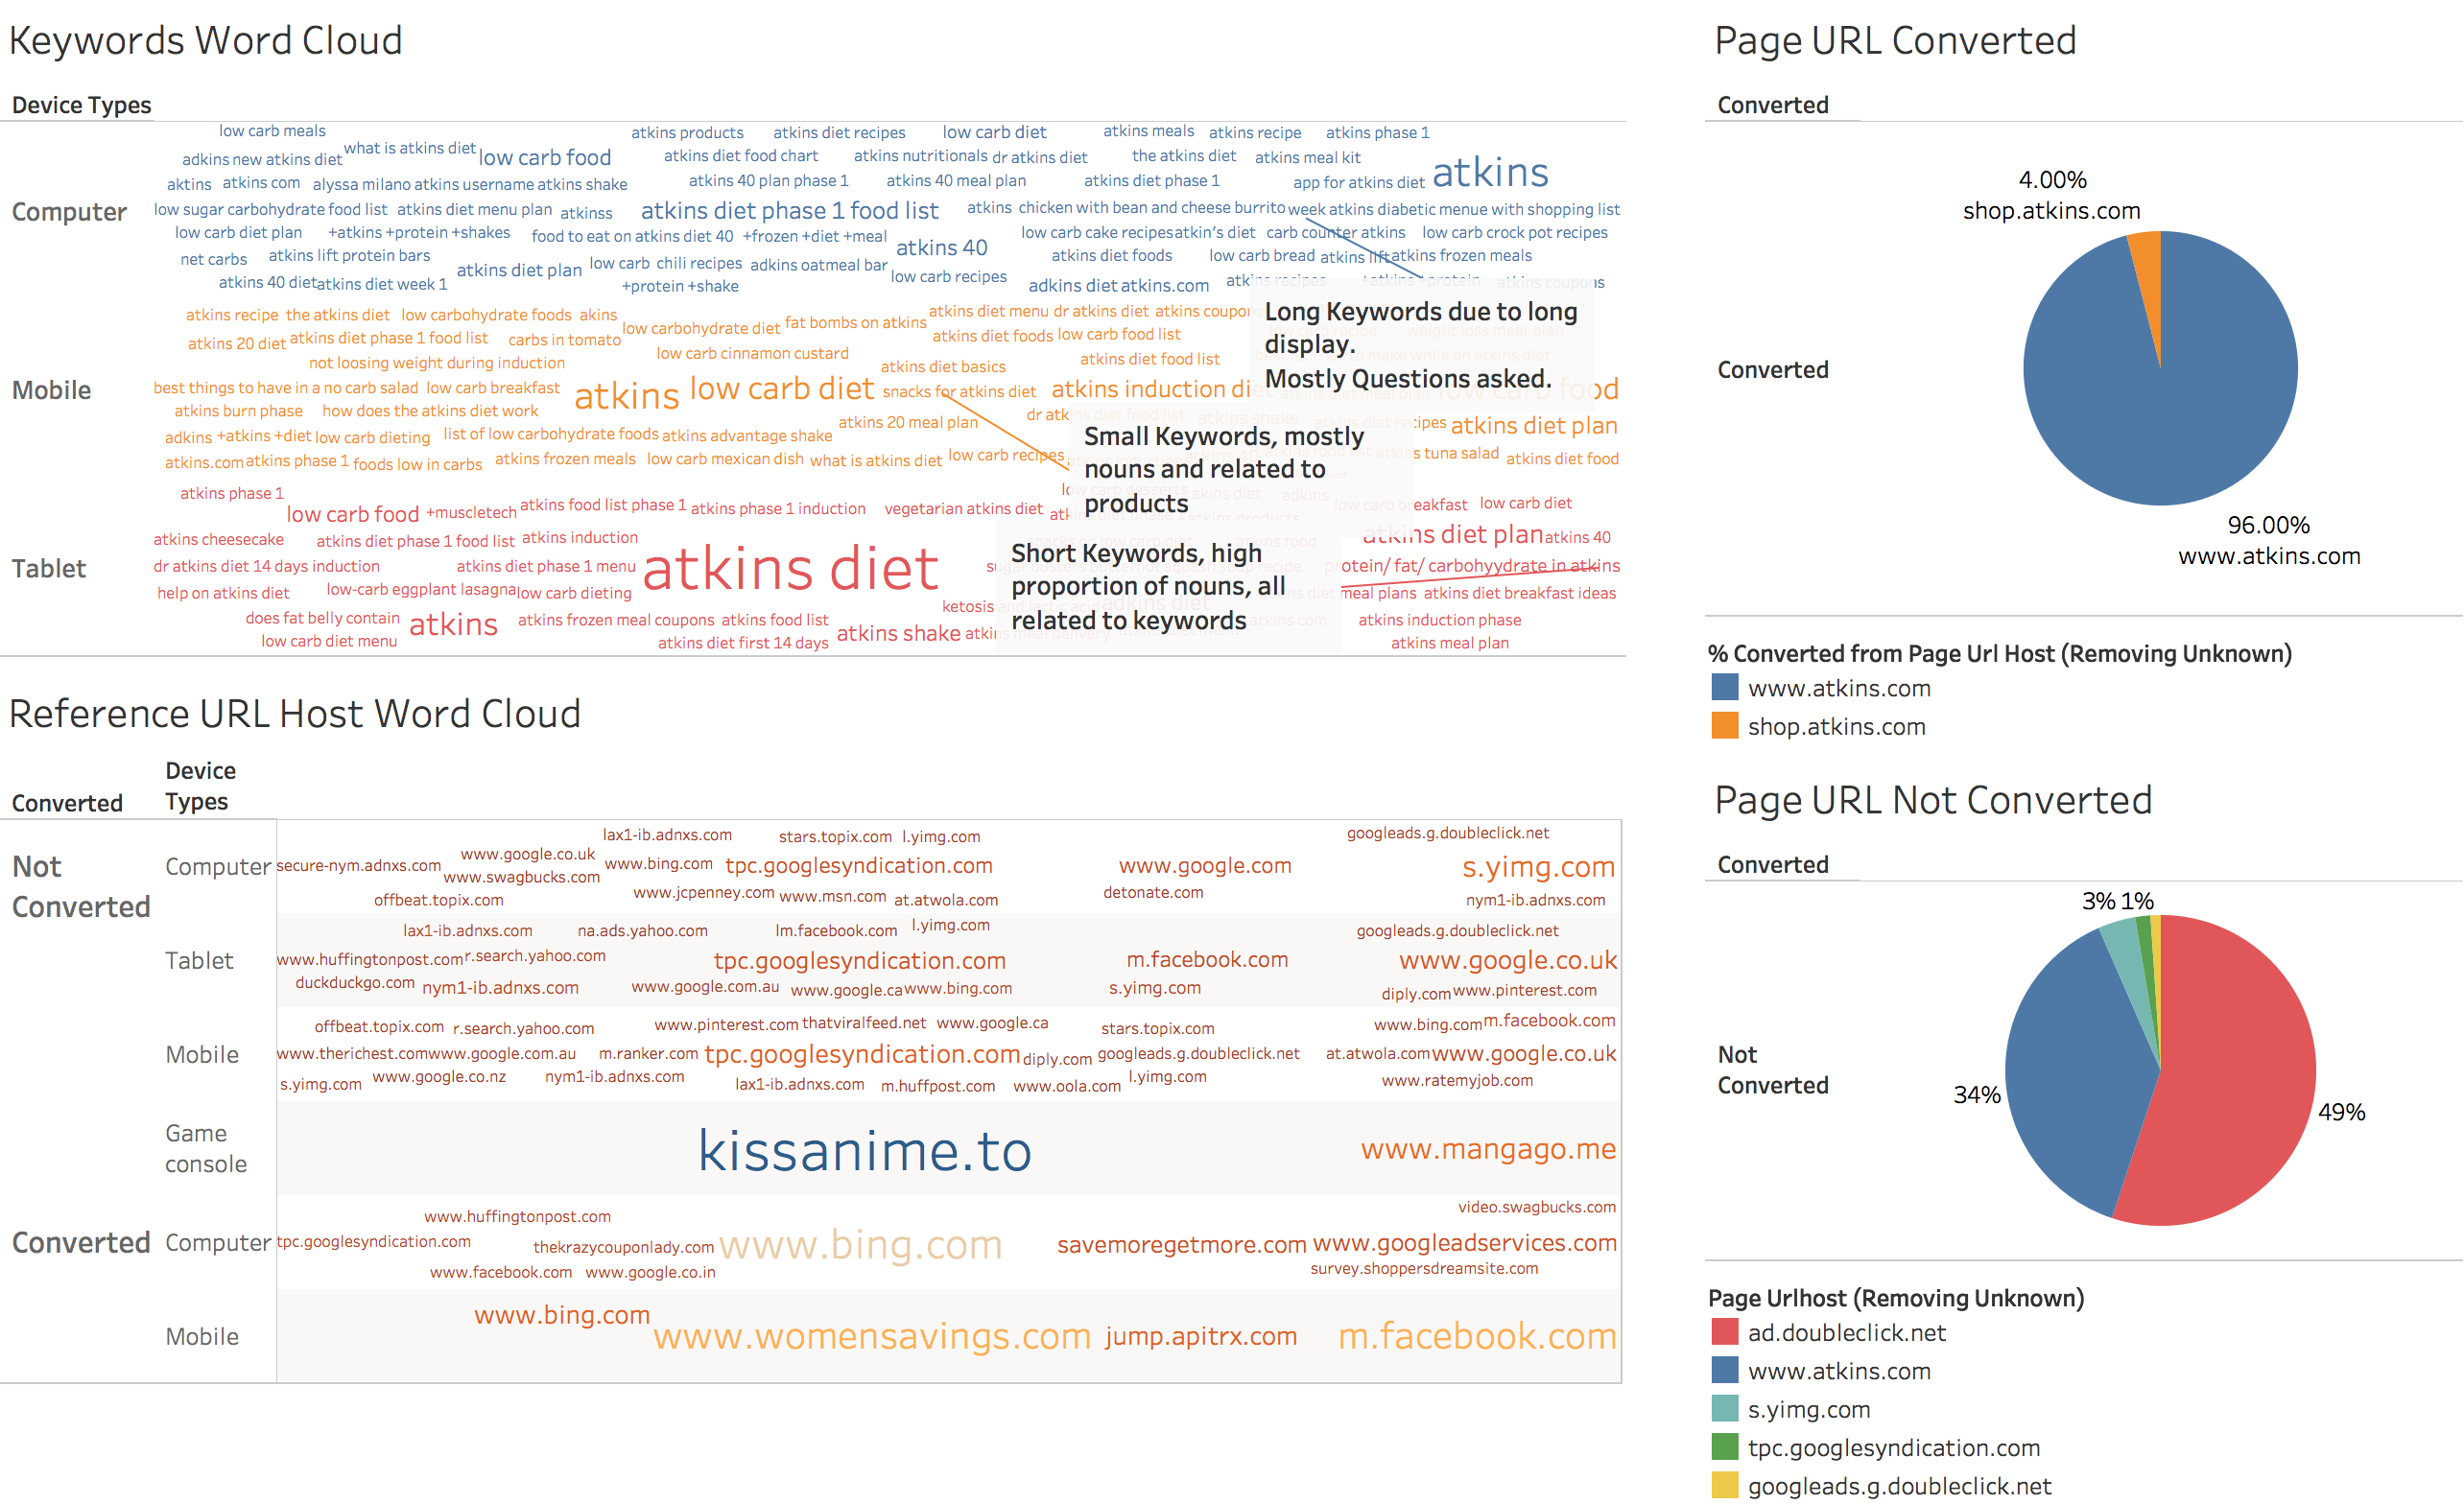 Keywords Word Cloud
Device Types
Computer
low carb meals
atkins products
atkins diet recipes
low carb diet
atkins meals
atkins recipe
atkins phase 1
adkins new atkins diet
what is atkins diet
low carb food
atkins diet food chart
atkins nutritionals
dr atkins diet
the atkins diet
atkins meal kit
atkins
aktins
atkins com
alyssa milano atkins username
atkins shake
atkins 40 plan phase 1
atkins 40 meal plan
atkins diet phase 1
app for atkins diet
low sugar carbohydrate food list
atkins diet menu plan
atkinss
atkins diet phase 1 food list
atkins chicken with bean and cheese burrito
week atkins diabetic menue with shopping list
low carb diet plan
+atkins +protein +shakes
food to eat on atkins diet 40
+frozen +diet +meal
atkins 40
low carb cake recipes
atkin's diet
carb counter atkins
low carb crock pot recipes
net carbs
atkins lift protein bars
atkins diet plan
low carb chili recipes
adkins oatmeal bar
low carb recipes
atkins diet foods
low carb bread
atkins lift
atkins frozen meals
atkins 40 diet
atkins diet week 1
+protein +shake
adkins diet
atkins.com
atkins recipes
+atkins +protein
atkins coupons
Long Keywords due to long
display.
Mostly Questions asked.
Mobile
atkins recipe
the atkins diet
low carbohydrate foods
akins
low carbohydrate diet
fat bombs on atkins
atkins diet menu
dr atkins diet
atkins coupons
atkins 20 diet
atkins diet phase 1 food list
carbs in tomato
atkins diet foods
low carb food list
not loosing weight during induction
low carb cinnamon custard
atkins diet basics
atkins diet food list
best things to have in a no carb salad
low carb breakfast
atkins
low carb diet
snacks for atkins diet
atkins induction diet
low carb food
atkins burn phase
how does the atkins diet work
atkins 20 meal plan
atkins diet plan
adkins
+atkins +diet
low carb dieting
list of low carbohydrate foods
atkins advantage shake
atkins.com
atkins phase 1
foods low in carbs
atkins frozen meals
low carb mexican dish
what is atkins diet
low carb recipes
tuna salad
atkins diet food
Small Keywords, mostly
nouns and related to
products
Tablet
atkins phase 1
low carb food
+muscletech
atkins food list phase 1
atkins phase 1 induction
vegetarian atkins diet
low carb breakfast
low carb diet
atkins cheesecake
atkins diet phase 1 food list
atkins induction
atkins diet
atkins diet plan
atkins 40
dr atkins diet 14 days induction
atkins diet phase 1 menu
protein/ fat/ carbohyydrate in atkins
help on atkins diet
low-carb eggplant lasagna
low carb dieting
meal plans
atkins diet breakfast ideas
does fat belly contain
atkins
atkins frozen meal coupons
atkins food list
ketosis and lactic acid
atkins induction phase
low carb diet menu
atkins diet first 14 days
atkins shake
atkins meal delivery
atkins meal plan
Short Keywords, high
proportion of nouns, all
related to keywords
Reference URL Host Word Cloud
Converted
Device
Types
Not
Converted
Computer
lax1-ib.adnxs.com
stars.topix.com
l.yimg.com
googleads.g.doubleclick.net
secure-nym.adnxs.com
www.google.co.uk
www.bing.com
tpc.googlesyndication.com
www.google.com
s.yimg.com
www.swagbucks.com
offbeat.topix.com
www.jcpenney.com
www.msn.com
at.atwola.com
detonate.com
nym1-ib.adnxs.com
Tablet
lax1-ib.adnxs.com
na.ads.yahoo.com
lm.facebook.com
l.yimg.com
googleads.g.doubleclick.net
www.huffingtonpost.com
r.search.yahoo.com
tpc.googlesyndication.com
m.facebook.com
www.google.co.uk
duckduckgo.com
nym1-ib.adnxs.com
www.google.com.au
www.google.ca
www.bing.com
s.yimg.com
diply.com
www.pinterest.com
Mobile
offbeat.topix.com
r.search.yahoo.com
www.pinterest.com
thatviralfeed.net
www.google.ca
stars.topix.com
www.bing.com
m.facebook.com
www.therichest.com
www.google.com.au
m.ranker.com
tpc.googlesyndication.com
diply.com
googleads.g.doubleclick.net
at.atwola.com
www.google.co.uk
s.yimg.com
www.google.co.nz
nym1-ib.adnxs.com
lax1-ib.adnxs.com
m.huffpost.com
www.oola.com
l.yimg.com
www.ratemyjob.com
Game
console
kissanime.to
www.mangago.me
Converted
Computer
www.huffingtonpost.com
video.swagbucks.com
tpc.googlesyndication.com
thekrazycouponlady.com
www.bing.com
savemoregetmore.com
www.googleadservices.com
www.facebook.com
www.google.co.in
survey.shoppersdreamsite.com
Mobile
www.bing.com
www.womensavings.com
jump.apitrx.com
m.facebook.com
Page URL Converted
Converted
4.00%
shop.atkins.com
Converted
96.00%
www.atkins.com
% Converted from Page Url Host (Removing Unknown)
www.atkins.com
shop.atkins.com
Page URL Not Converted
Converted
3% 1%
Not
Converted
34%
49%
Page Urlhost (Removing Unknown)
ad.doubleclick.net
www.atkins.com
s.yimg.com
tpc.googlesyndication.com
googleads.g.doubleclick.net